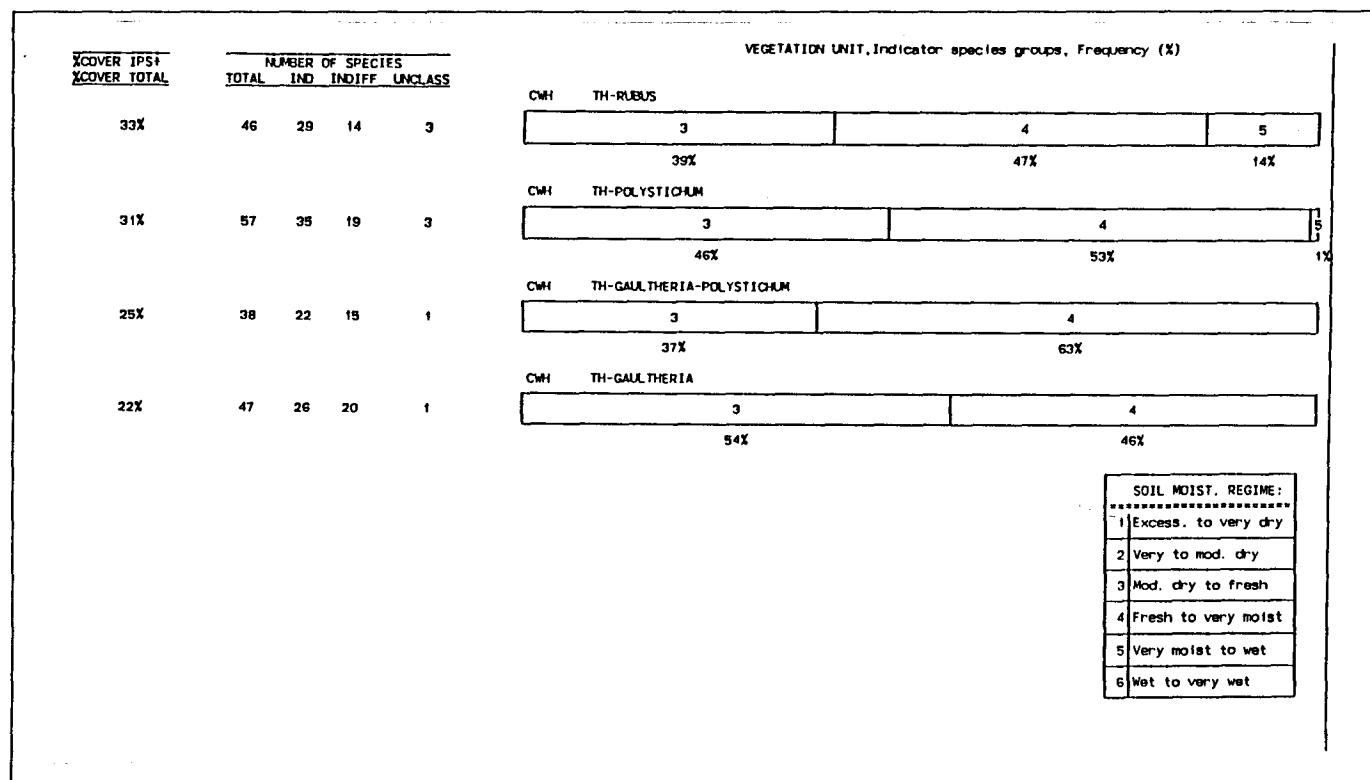 VEGETATION UNIT,Indicator species groups, Frequency (%)
%COVER IPS+ NUMBER OF SPECIES
%COVER TOTAL TOTAL IND INDIFF UNCLASS
CWH TH-RUBUS
33% 46 29 14 3 3 4 5
39% 47% 14%
CWH TH-POLYSTICHUM
31% 57 35 19 3 3 4 5
46% 53% 1%
CWH TH-GAULTHERIA-POLYSTICHUM
25% 38 22 15 1 3 4
37% 63%
CWH TH-GAULTHERIA
22% 47 26 20 1 3 4
54% 46%
SOIL MOIST. REGIME:
1 Excess. to very dry
2 Very to mod. dry
3 Mod. dry to fresh
4 Fresh to very moist
5 Very moist to wet
6 Wet to very wet